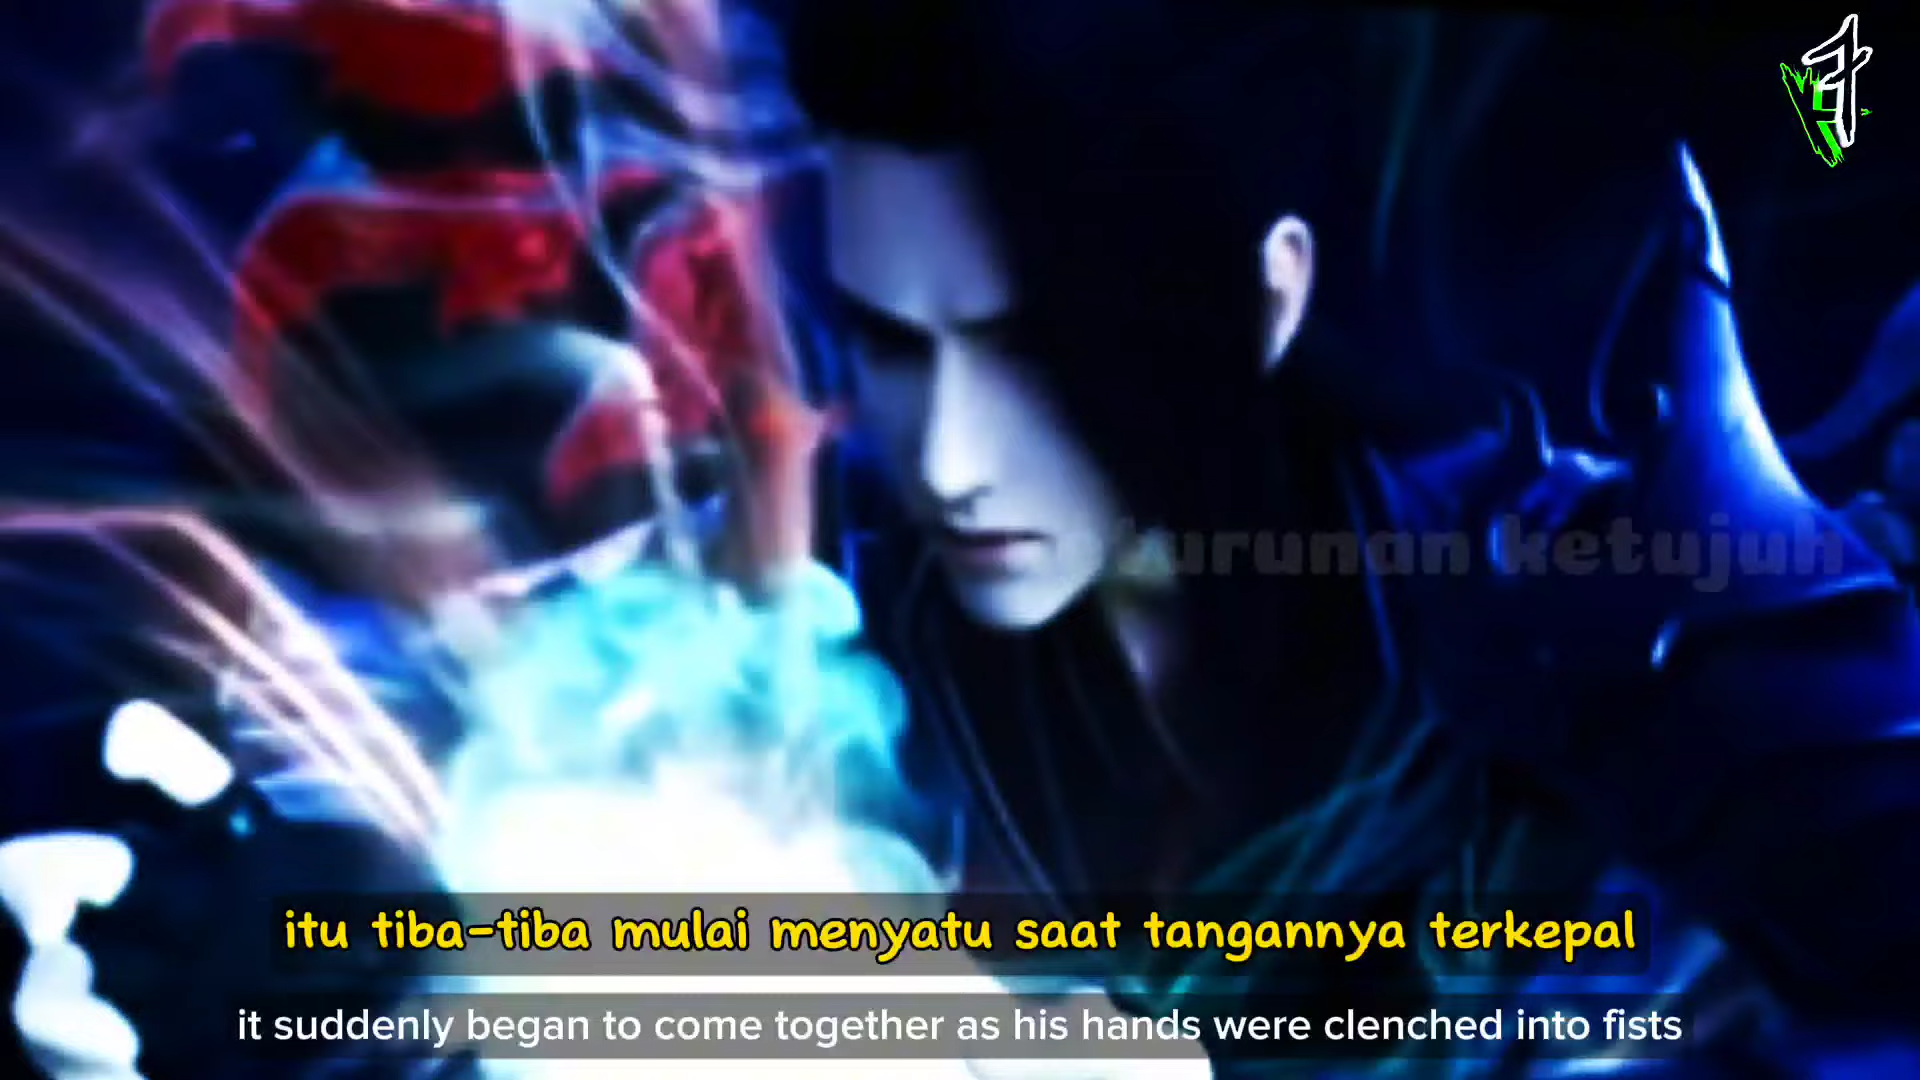 turunan ketujuh
itu tiba-tiba mulai menyatu saat tangannya terkepal
it suddenly began to come together as his hands were clenched into fists